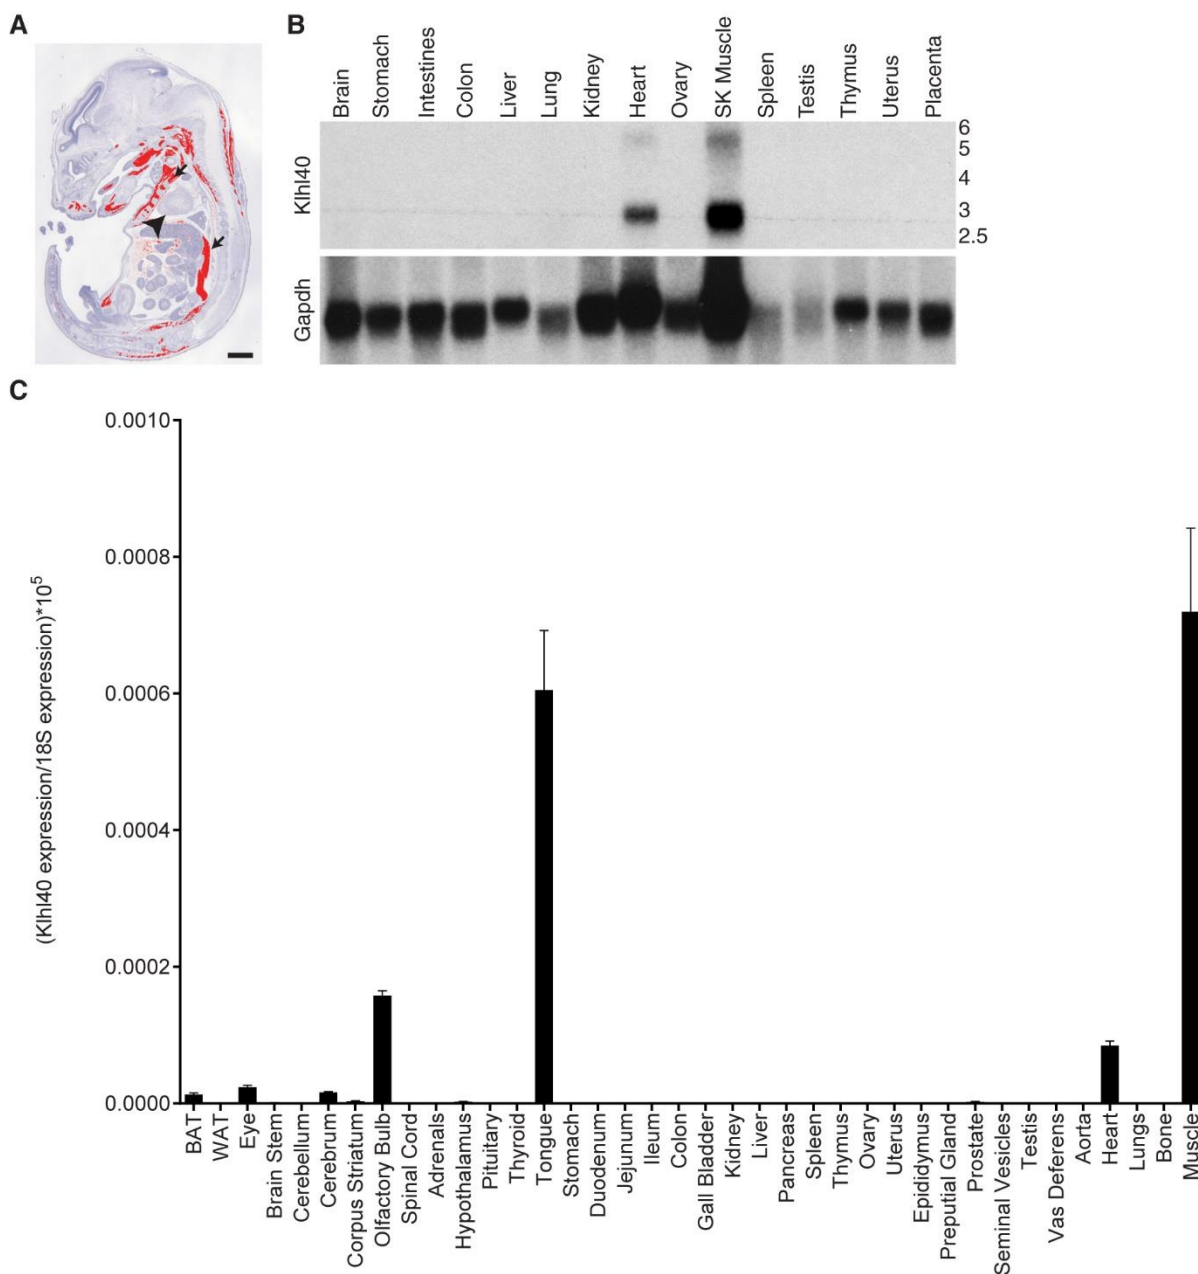 A
B
Brain
Stomach
Intestines
Colon
Liver
Lung
Kidney
Heart
Ovary
SK Muscle
Spleen
Testis
Thymus
Uterus
Placenta
Klhl40
6
5
4
3
2.5
Gapdh
C
(Klhl40 expression/18S expression)*10⁵
0.0010
0.0008
0.0006
0.0004
0.0002
0.0000
BAT
WAT
Eye
Brain Stem
Cerebellum
Cerebrum
Corpus Striatum
Olfactory Bulb
Spinal Cord
Adrenals
Hypothalamus
Pituitary
Thyroid
Tongue
Stomach
Duodenum
Jejunum
Ileum
Colon
Gall Bladder
Kidney
Liver
Pancreas
Spleen
Thymus
Ovary
Uterus
Epididymus
Preputial Gland
Prostate
Seminal Vesicles
Testis
Vas Deferens
Aorta
Heart
Lungs
Bone
Muscle